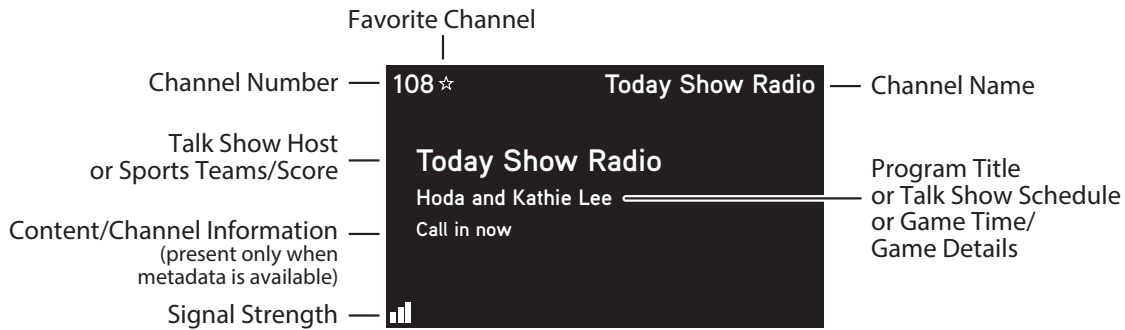 Favorite Channel
Channel Number
108☆
Today Show Radio
Channel Name
Talk Show Host
or Sports Teams/Score
Today Show Radio
Hoda and Kathie Lee
Call in now
Program Title
or Talk Show Schedule
or Game Time/
Game Details
Content/Channel Information
(present only when
metadata is available)
Signal Strength